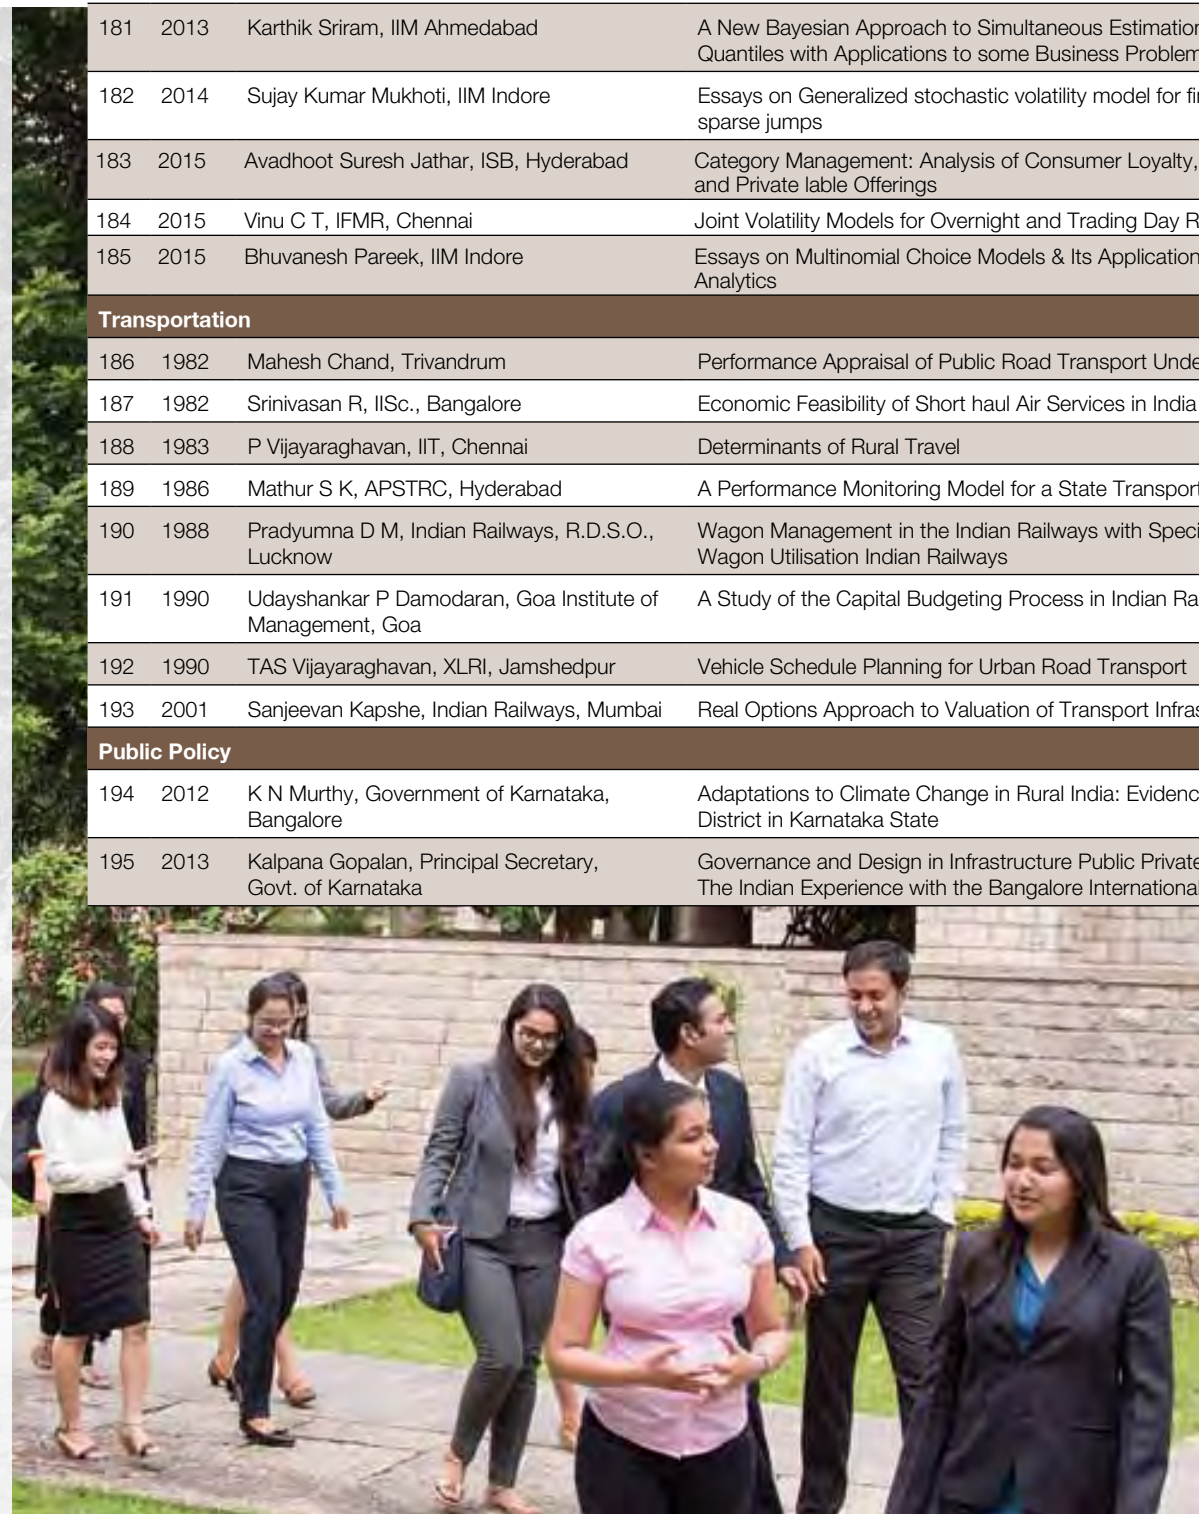 181 2013 Karthik Sriram, IIM Ahmedabad A New Bayesian Approach to Simultaneous Estimation
Quantiles with Applications to some Business Problem
182 2014 Sujay Kumar Mukhoti, IIM Indore Essays on Generalized stochastic volatility model for
sparse jumps
183 2015 Avadhoot Suresh Jathar, ISB, Hyderabad Category Management: Analysis of Consumer Loyalty,
and Private lable Offerings
184 2015 Vinu C T, IFMR, Chennai Joint Volatility Models for Overnight and Trading Day R
185 2015 Bhuvanesh Pareek, IIM Indore Essays on Multinomial Choice Models & Its Application
Analytics
Transportation
186 1982 Mahesh Chand, Trivandrum Performance Appraisal of Public Road Transport Unde
187 1982 Srinivasan R, IISc., Bangalore Economic Feasibility of Short haul Air Services in India
188 1983 P Vijayaraghavan, IIT, Chennai Determinants of Rural Travel
189 1986 Mathur S K, APSTRC, Hyderabad A Performance Monitoring Model for a State Transport
190 1988 Pradyumna D M, Indian Railways, R.D.S.O., Wagon Management in the Indian Railways with Speci
Lucknow Wagon Utilisation Indian Railways
191 1990 Udayshankar P Damodaran, Goa Institute of A Study of the Capital Budgeting Process in Indian Ra
Management, Goa
192 1990 TAS Vijayaraghavan, XLRI, Jamshedpur Vehicle Schedule Planning for Urban Road Transport
193 2001 Sanjeevan Kapshe, Indian Railways, Mumbai Real Options Approach to Valuation of Transport Infras
Public Policy
194 2012 K N Murthy, Government of Karnataka, Adaptations to Climate Change in Rural India: Evidenc
Bangalore District in Karnataka State
195 2013 Kalpana Gopalan, Principal Secretary, Governance and Design in Infrastructure Public Private
Govt. of Karnataka The Indian Experience with the Bangalore International